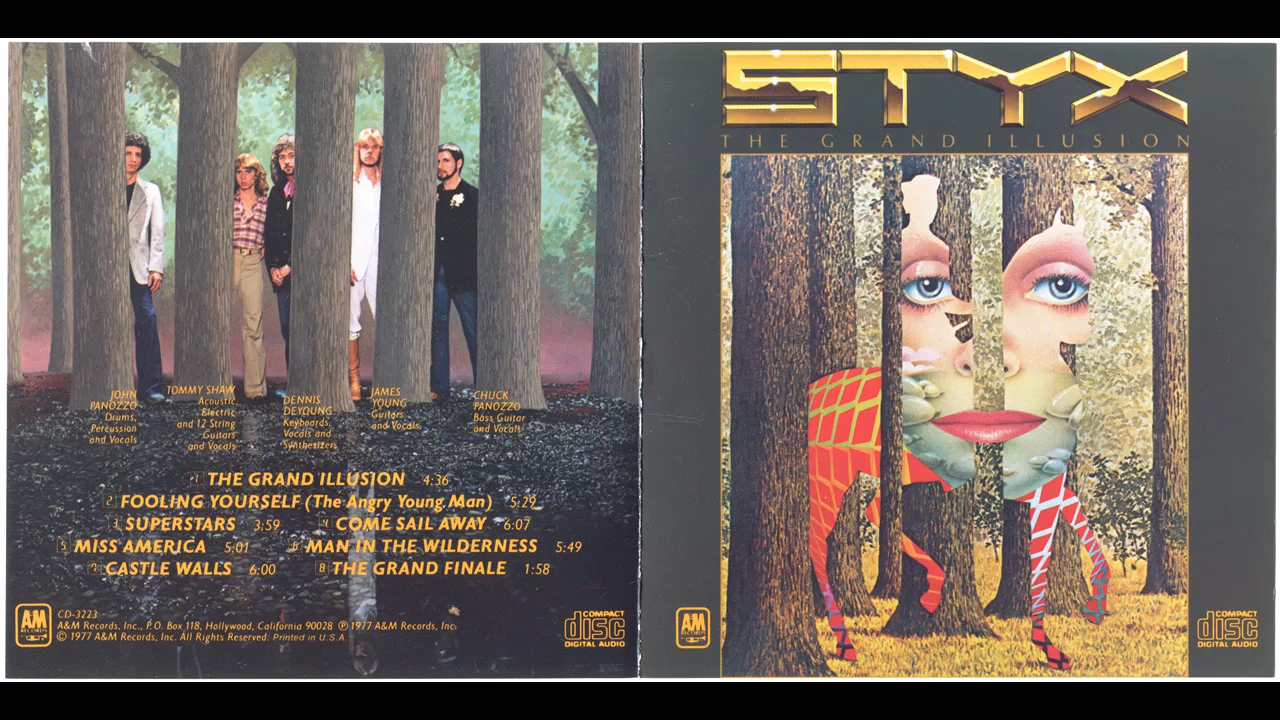 JOHN
PANOZZO
Drums,
Percussion
and Vocals
TOMMY SHAW
Acoustic,
Electric
and 12 String
Guitars
and Vocals
DENNIS
DEYOUNG
Keyboards,
Vocals and
Synthesizers
JAMES
YOUNG
Guitars
and Vocals
CHUCK
PANOZZO
Bass Guitar
and Vocals
1 THE GRAND ILLUSION 4:36
2 FOOLING YOURSELF (The Angry Young Man) 5:29
3 SUPERSTARS 3:59 4 COME SAIL AWAY 6:07
5 MISS AMERICA 5:01 6 MAN IN THE WILDERNESS 5:49
7 CASTLE WALLS 6:00 8 THE GRAND FINALE 1:58
A&M
RECORDS
CD-3223
A&M Records, Inc., P.O. Box 118, Hollywood, California 90028 ℗ 1977 A&M Records, Inc.
© 1977 A&M Records, Inc. All Rights Reserved. Printed in U.S.A.
COMPACT
disc
DIGITAL AUDIO
STYX
THE GRAND ILLUSION
A&M
RECORDS
COMPACT
disc
DIGITAL AUDIO